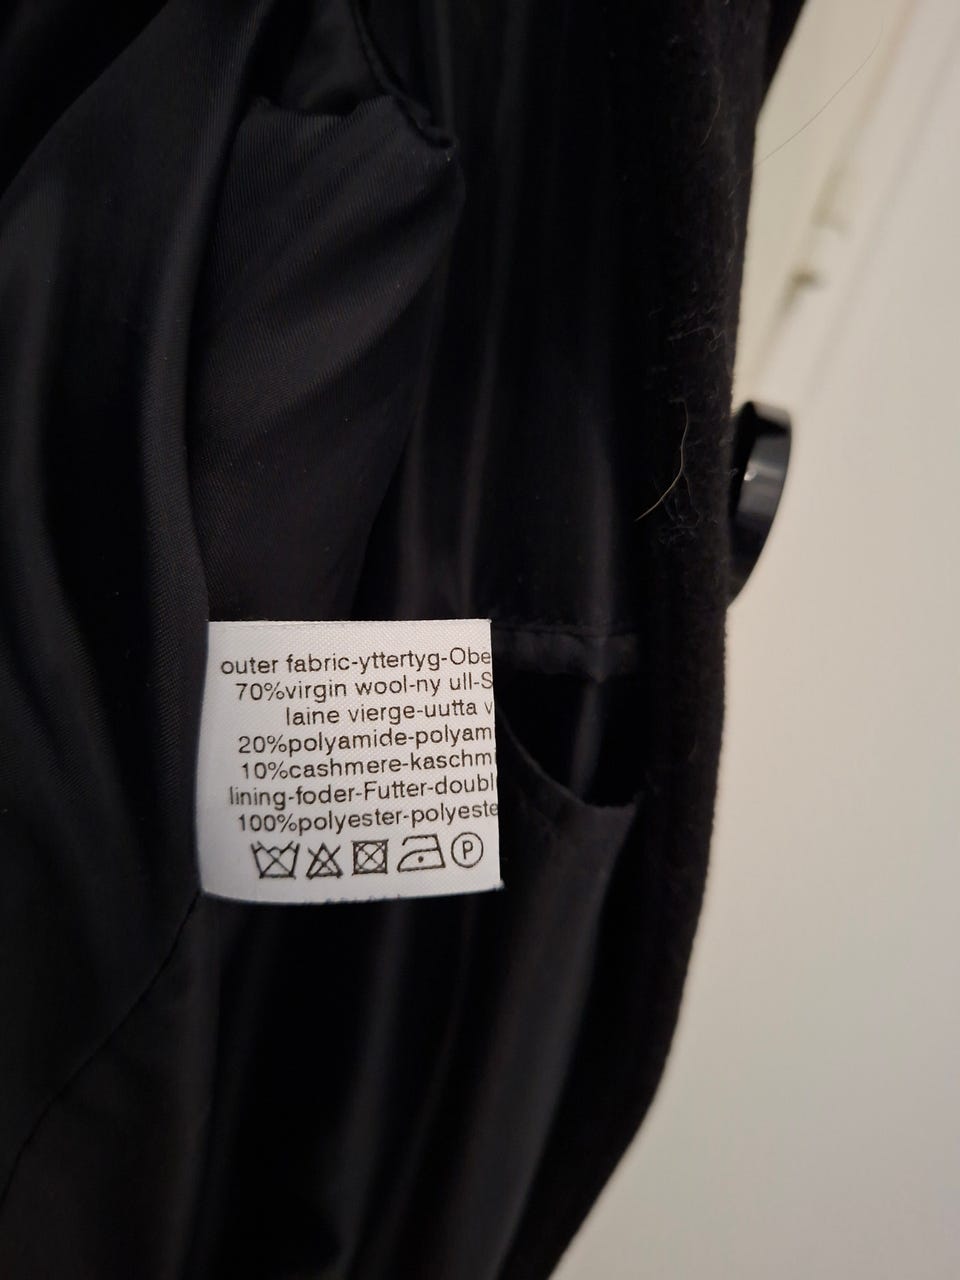 outer fabric-yttertyg-Obe
70%virgin wool-ny ull-S
laine vierge-uutta v
20%polyamide-polyam
10%cashmere-kaschmi
lining-foder-Futter-doubl
100%polyester-polyeste
P